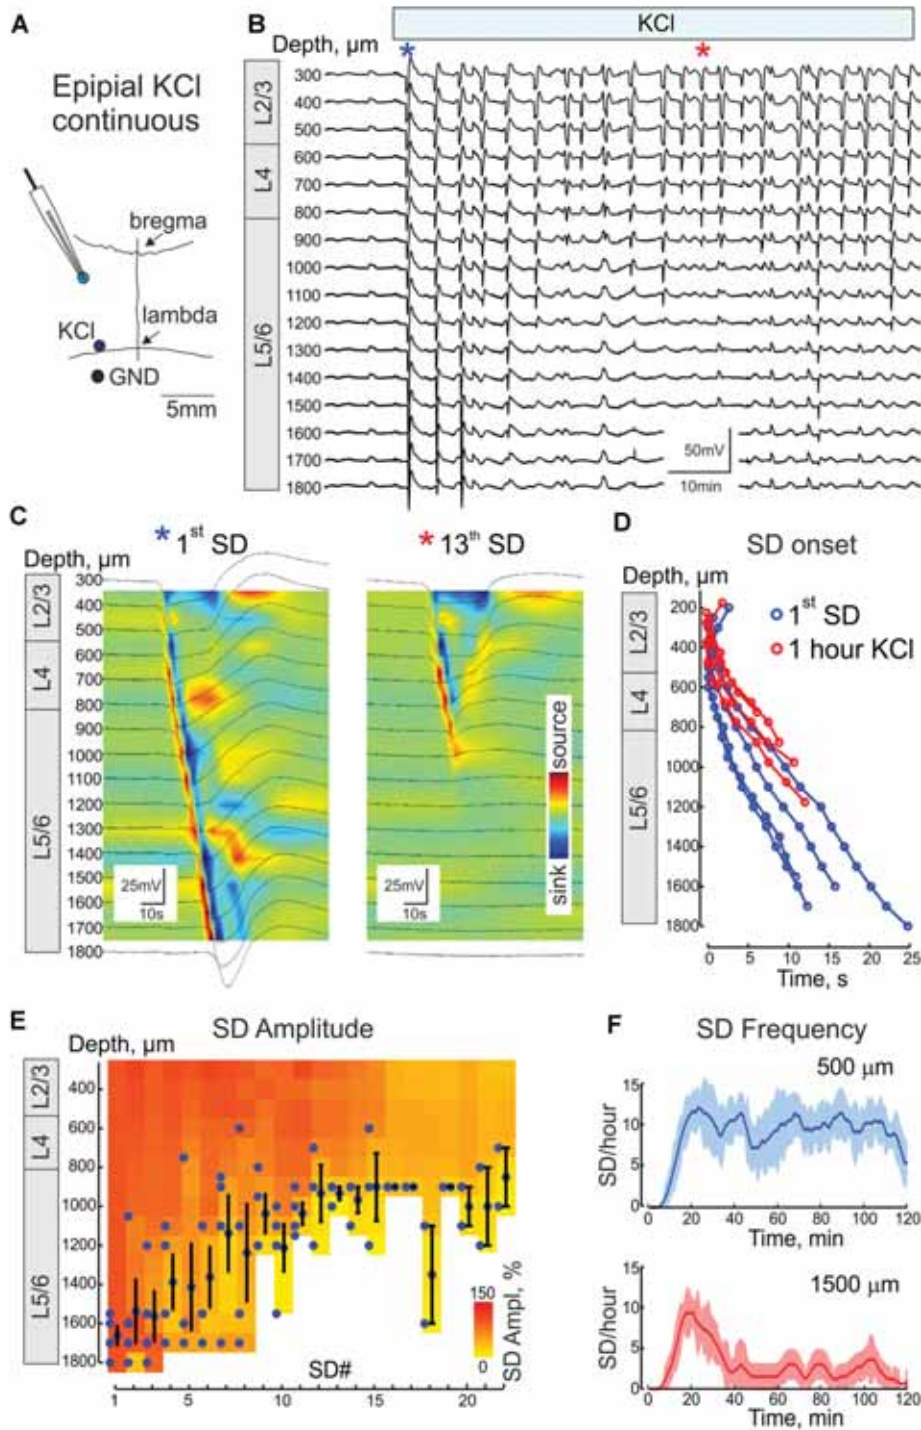 A
Epipial KCl
continuous
bregma
lambda
KCl
GND
5mm
B
KCl
Depth, µm
* *
L2/3
L4
L5/6
300
400
500
600
700
800
900
1000
1100
1200
1300
1400
1500
1600
1700
1800
50mV
10min
C
* 1st SD
* 13th SD
Depth, µm
L2/3
L4
L5/6
300
400
500
600
700
800
900
1000
1100
1200
1300
1400
1500
1600
1700
1800
25mV
10s
25mV
10s
sink source
D
SD onset
Depth, µm
L2/3
L4
L5/6
200
400
600
800
1000
1200
1400
1600
1800
1st SD
1 hour KCl
0 5 10 15 20 25
Time, s
E
SD Amplitude
Depth, µm
L2/3
L4
L5/6
400
600
800
1000
1200
1400
1600
1800
150
0
SD Ampl, %
SD#
1 5 10 15 20
F
SD Frequency
500 µm
SD/hour
15
10
5
0
0 20 40 60 80 100 120
Time, min
1500 µm
SD/hour
15
10
5
0
0 20 40 60 80 100 120
Time, min